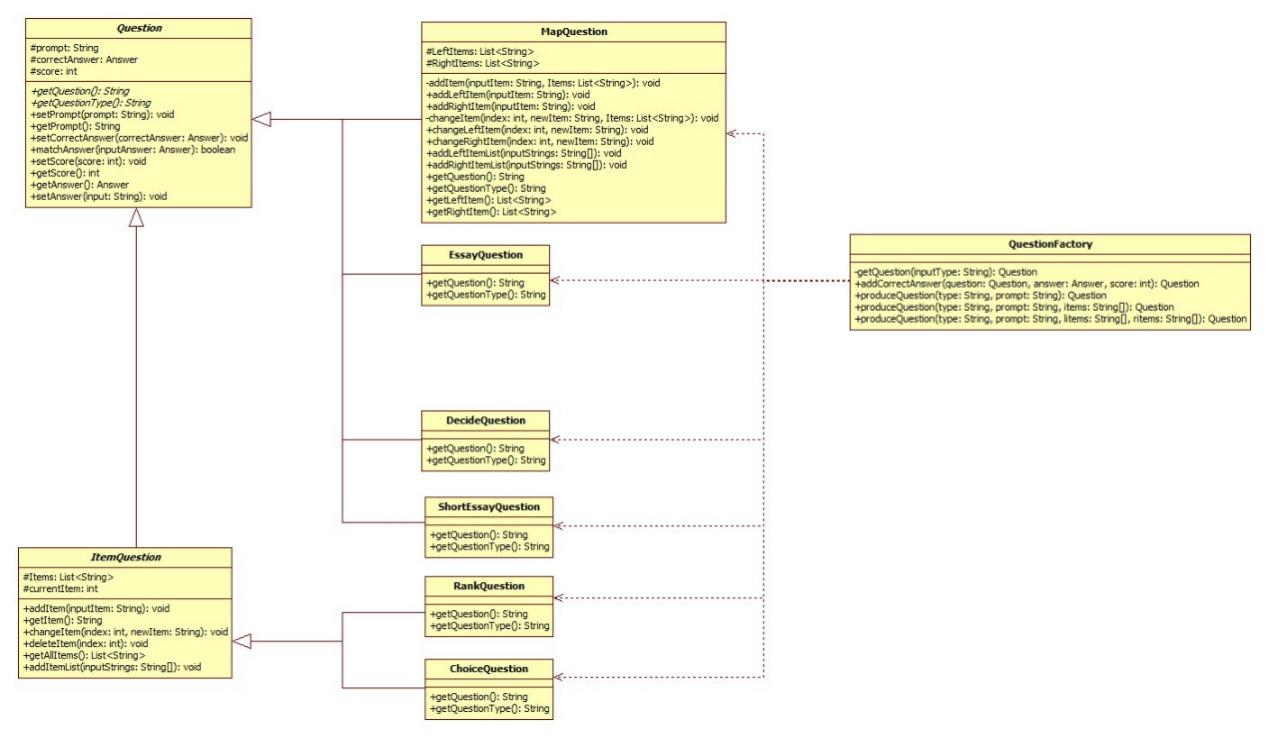 Question
#prompt: String
#correctAnswer: Answer
#score: int
+getQuestion(): String
+getQuestionType(): String
+setPrompt(prompt: String): void
+getPrompt(): String
+setCorrectAnswer(correctAnswer: Answer): void
+matchAnswer(inputAnswer: Answer): boolean
+setScore(score: int): void
+getScore(): int
+getAnswer(): Answer
+setAnswer(input: String): void
MapQuestion
#LeftItems: List<String>
#RightItems: List<String>
-addItem(inputItem: String, Items: List<String>): void
+addLeftItem(inputItem: String): void
+addRightItem(inputItem: String): void
-changeItem(index: int, newItem: String, Items: List<String>): void
+changeLeftItem(index: int, newItem: String): void
+changeRightItem(index: int, newItem: String): void
+addLeftItemList(inputStrings: String[]): void
+addRightItemList(inputStrings: String[]): void
+getQuestion(): String
+getQuestionType(): String
+getLeftItem(): List<String>
+getRightItem(): List<String>
EssayQuestion
+getQuestion(): String
+getQuestionType(): String
QuestionFactory
-getQuestion(inputType: String): Question
+addCorrectAnswer(question: Question, answer: Answer, score: int): Question
+produceQuestion(type: String, prompt: String): Question
+produceQuestion(type: String, prompt: String, items: String[]): Question
+produceQuestion(type: String, prompt: String, litems: String[], ritems: String[]): Question
DecideQuestion
+getQuestion(): String
+getQuestionType(): String
ShortEssayQuestion
+getQuestion(): String
+getQuestionType(): String
ItemQuestion
#Items: List<String>
#currentItem: int
+addItem(inputItem: String): void
+getItem(): String
+changeItem(index: int, newItem: String): void
+deleteItem(index: int): void
+getAllItems(): List<String>
+addItemList(inputStrings: String[]): void
RankQuestion
+getQuestion(): String
+getQuestionType(): String
ChoiceQuestion
+getQuestion(): String
+getQuestionType(): String